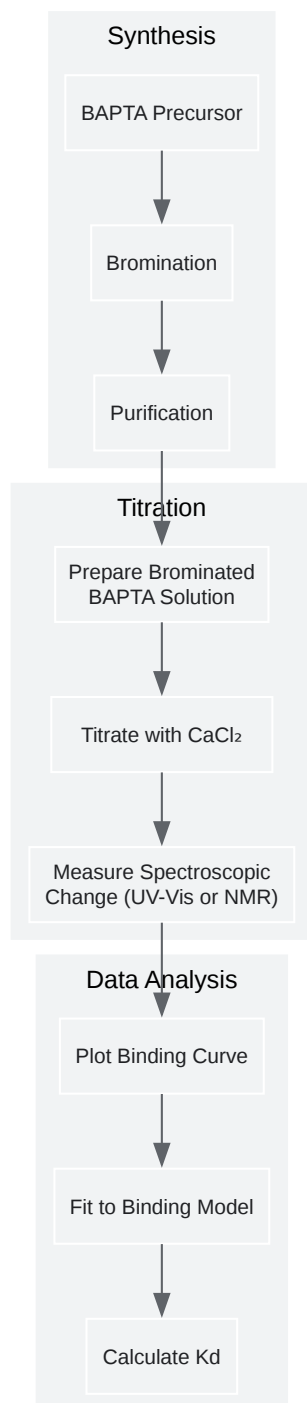 Synthesis
BAPTA Precursor
Bromination
Purification
Titration
Prepare Brominated
BAPTA Solution
Titrate with CaCl₂
Measure Spectroscopic
Change (UV-Vis or NMR)
Data Analysis
Plot Binding Curve
Fit to Binding Model
Calculate Kd